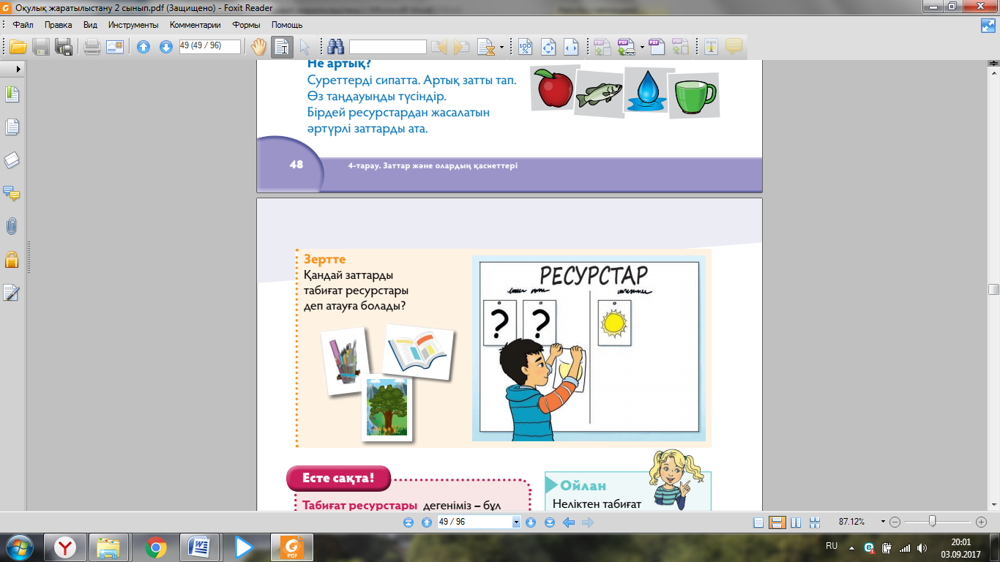 Оқулық жаратылыстану 2 сынып.pdf (Защищено) - Foxit Reader
Файл Правка Вид Инструменты Комментарии Формы Помощь
49 (49 / 96)
Не артық?
Суреттерді сипатта. Артық затты тап.
Өз таңдауыңды түсіндір.
Бірдей ресурстардан жасалатын
әртүрлі заттарды ата.
48
4-тарау. Заттар және олардың қасиеттері
Зертте
Қандай заттарды
табиғат ресурстары
деп атауға болады?
РЕСУРСТАР
? ?
Есте сақта!
Табиғат ресурстары дегеніміз – бұл
Ойлан
Неліктен табиғат
49 / 96
87.12%
RU
20:01
03.09.2017